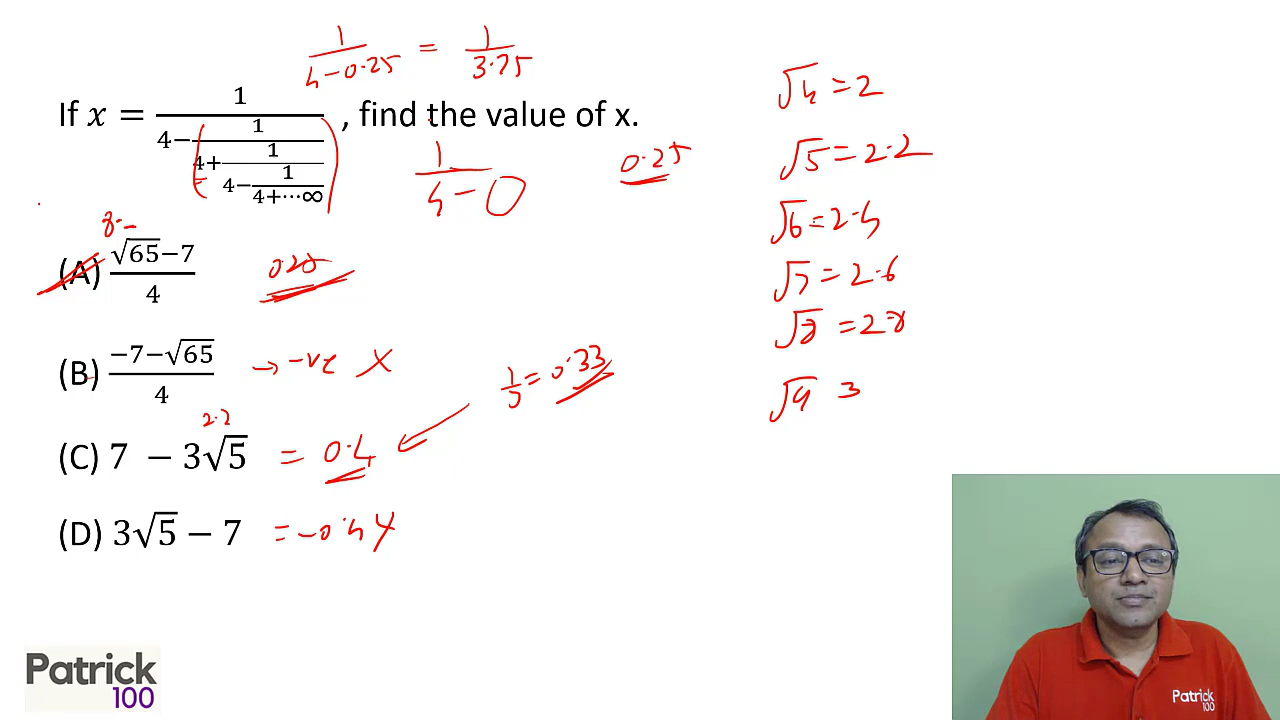 1/(4-0.25) = 1/3.75
If x = 1/(4-1/(4+1/(4-1/(4+⋯∞)))) , find the value of x.
1/(4-
0.25
8.-
(A) (√65-7)/4
0.25
(B) (-7-√65)/4 → -ve X
1/3 = 0.33
2.2
(C) 7 - 3√5 = 0.4
(D) 3√5 - 7 = -0.4 X
√4 = 2
√5 = 2.2
√6 = 2.4
√7 = 2.6
√8 = 2.8
√9 3
Patrick
100
Patrick
100